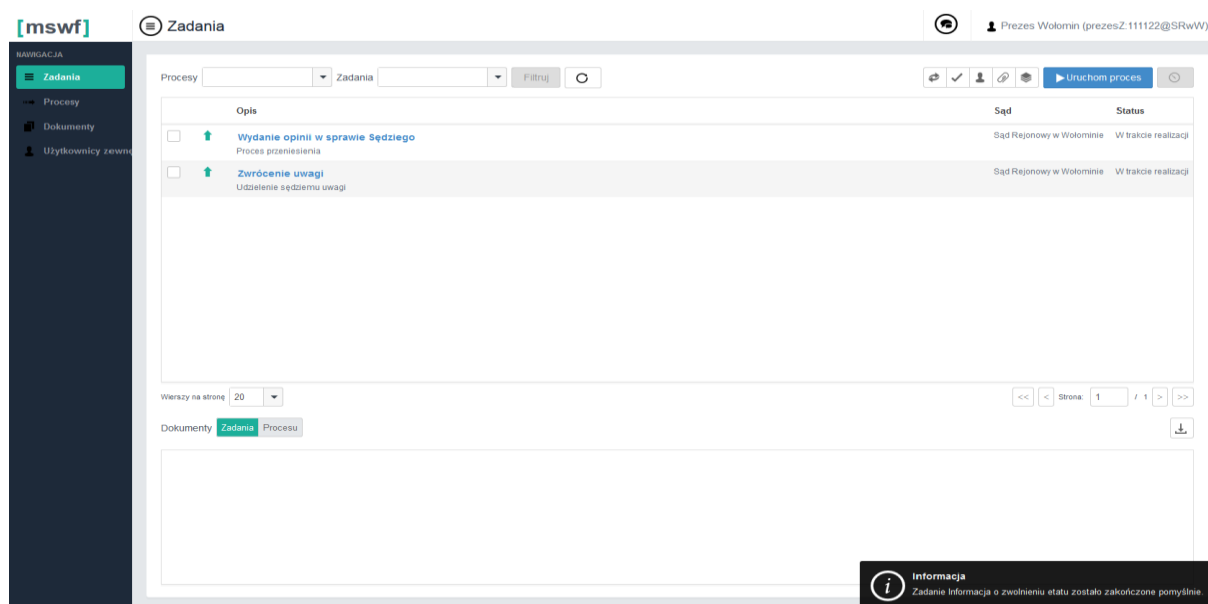 [mswf]
Zadania
Prezes Wołomin (prezesZ:111122@SRwW)
NAWIGACJA
Zadania
Procesy
Dokumenty
Użytkownicy zewnę
Procesy
Zadania
Filtruj
Uruchom proces
Opis Sąd Status
Wydanie opinii w sprawie Sędziego
Proces przeniesienia
Sąd Rejonowy w Wołominie W trakcie realizacji
Zwrócenie uwagi
Udzielenie sędziemu uwagi
Sąd Rejonowy w Wołominie W trakcie realizacji
Wierszy na stronę 20
<< < Strona: 1 / 1 > >>
Dokumenty Zadania Procesu
Informacja
Zadanie Informacja o zwolnieniu etatu zostało zakończone pomyślnie.